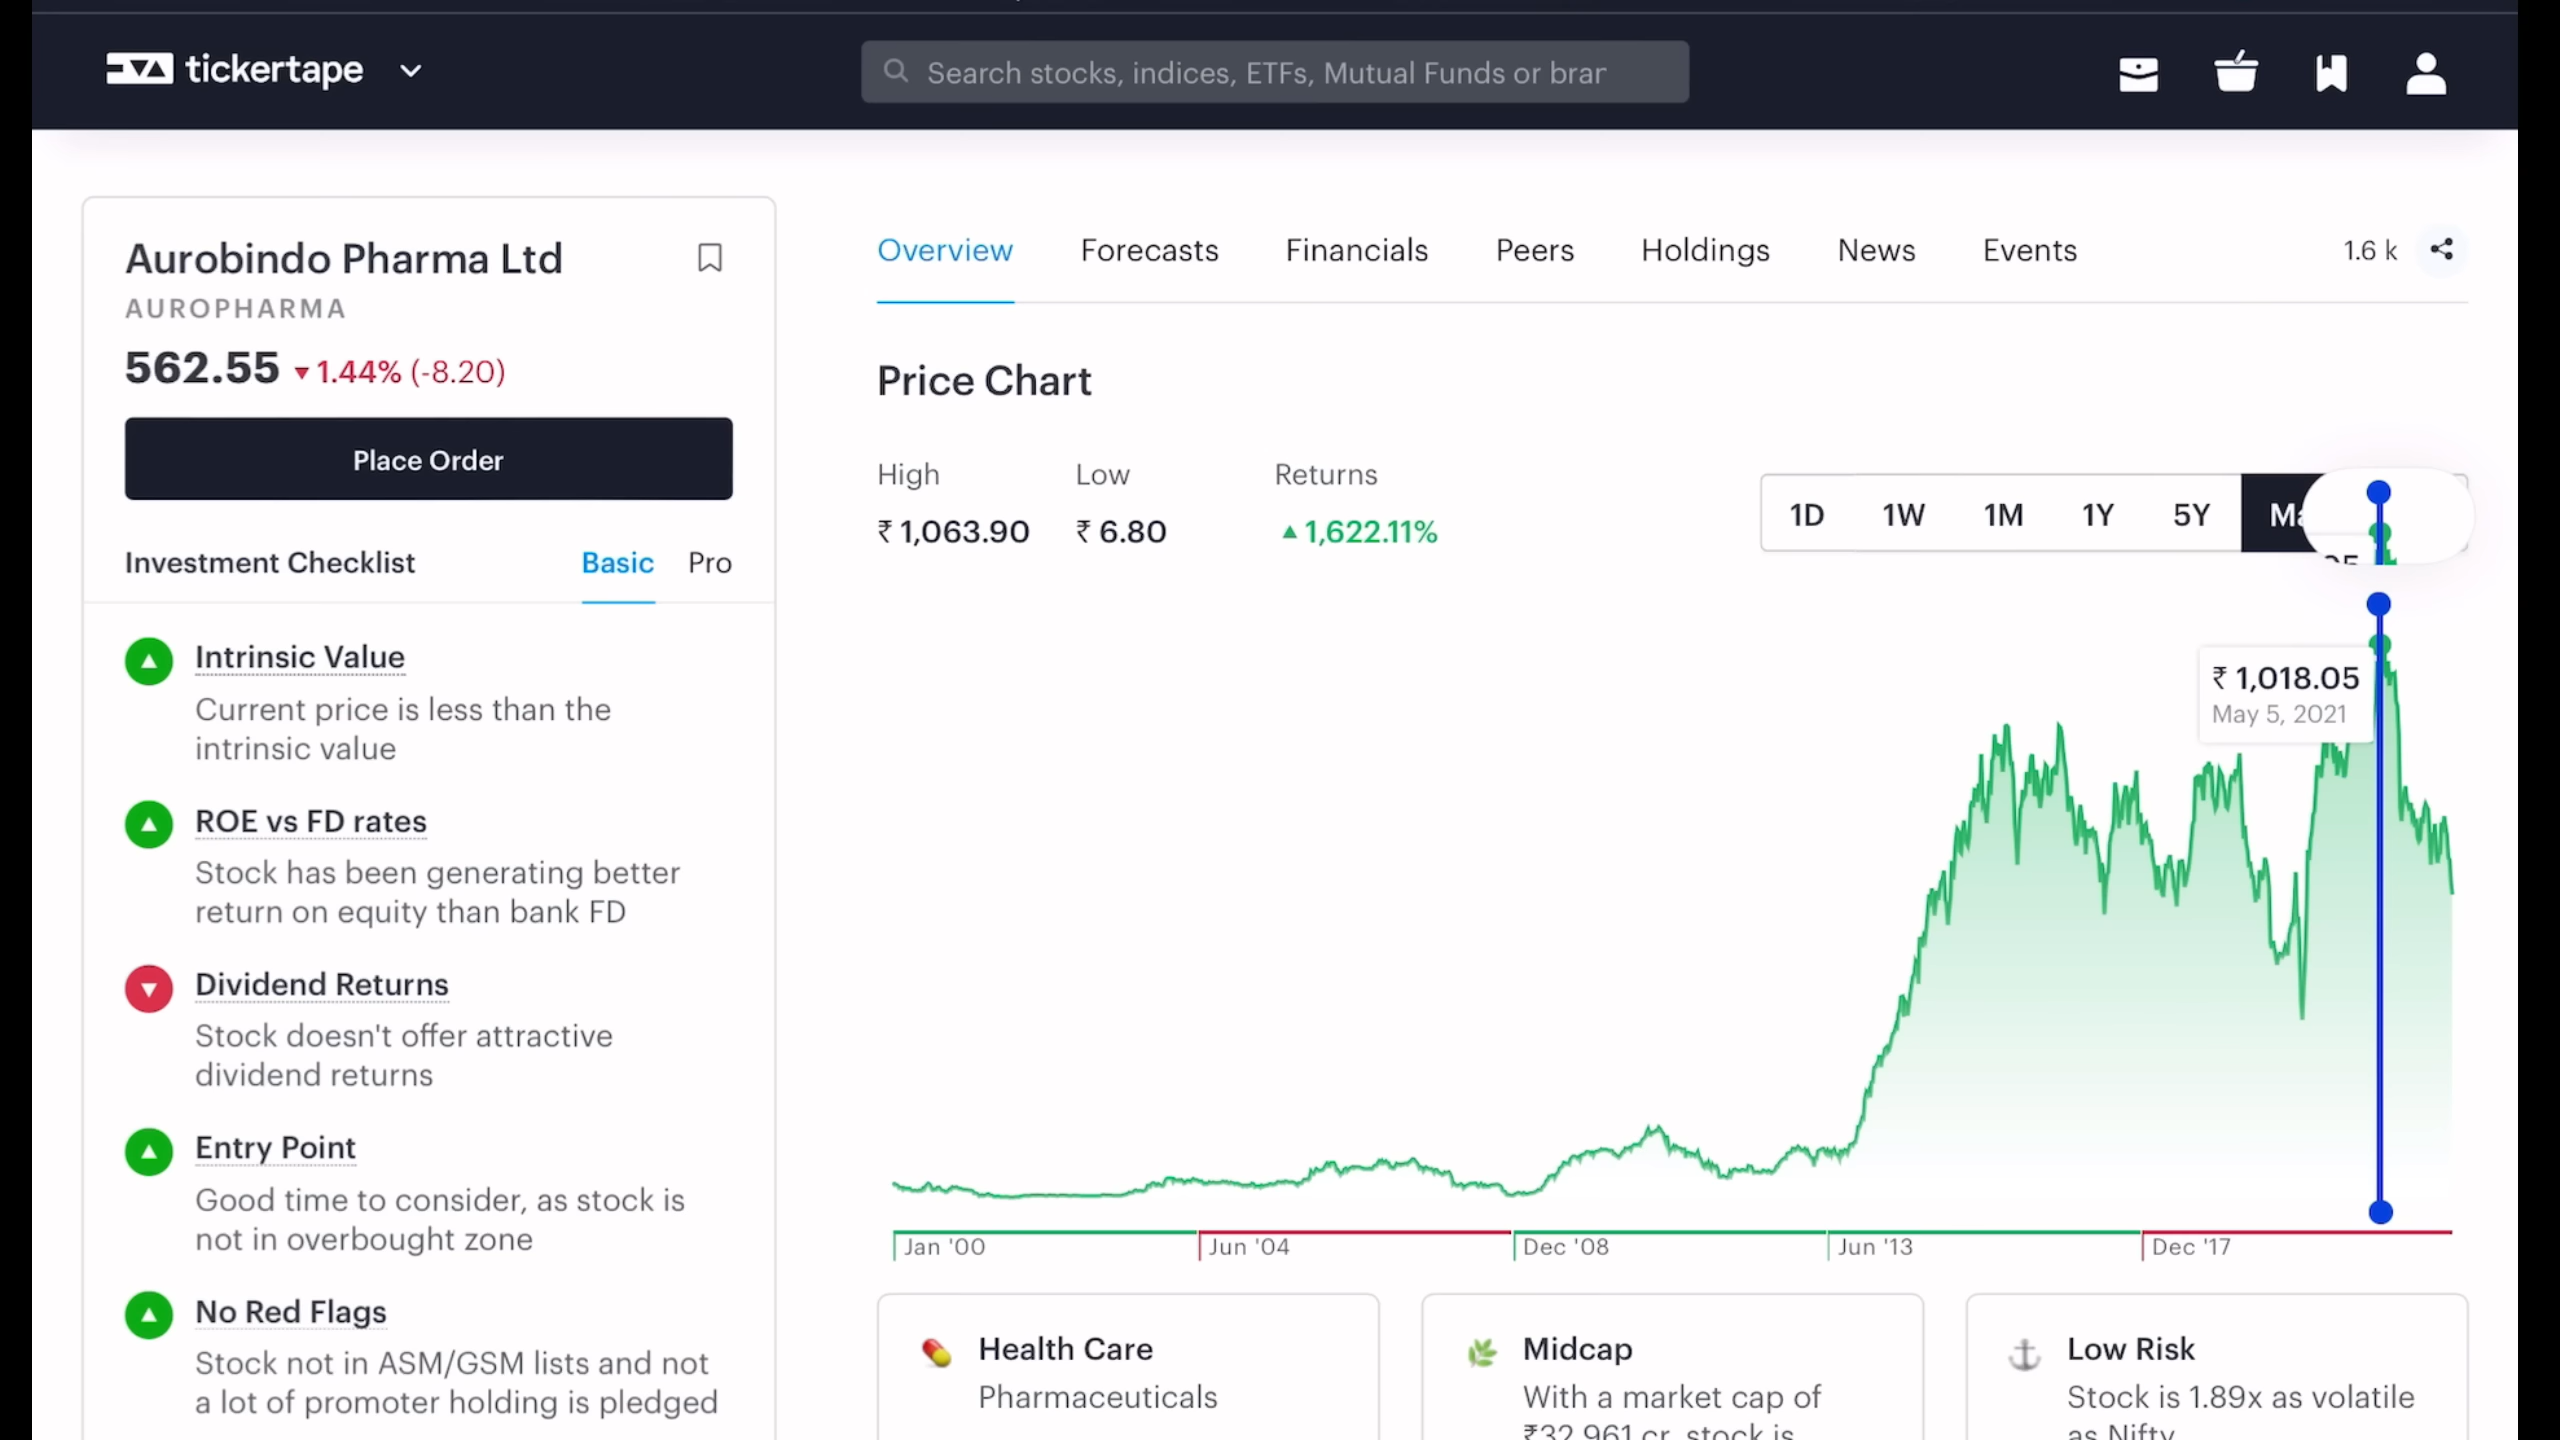 tickertape
Search stocks, indices, ETFs, Mutual Funds or brar
Aurobindo Pharma Ltd
AUROPHARMA
562.55 ▼ 1.44% (-8.20)
Place Order
Investment Checklist Basic Pro
Intrinsic Value
Current price is less than the
intrinsic value
ROE vs FD rates
Stock has been generating better
return on equity than bank FD
Dividend Returns
Stock doesn't offer attractive
dividend returns
Entry Point
Good time to consider, as stock is
not in overbought zone
No Red Flags
Stock not in ASM/GSM lists and not
a lot of promoter holding is pledged
Overview Forecasts Financials Peers Holdings News Events 1.6 k
Price Chart
High Low Returns
₹ 1,063.90 ₹ 6.80 ▲ 1,622.11%
1D 1W 1M 1Y 5Y
₹ 1,018.05
May 5, 2021
Jan '00 Jun '04 Dec '08 Jun '13 Dec '17
Health Care
Pharmaceuticals
Midcap
With a market cap of
₹32,961 cr, stock is
Low Risk
Stock is 1.89x as volatile
as Nifty